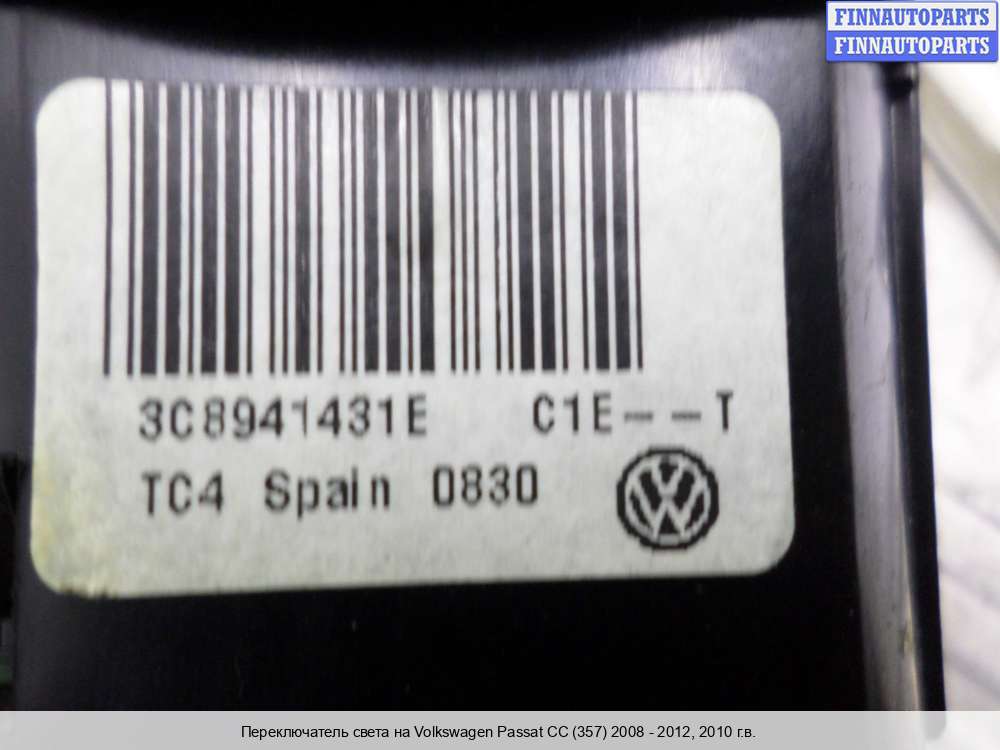 FINNAUTOPARTS
FINNAUTOPARTS
3C8941431E C1E--T
TC4 Spain 0830
Переключатель света на Volkswagen Passat CC (357) 2008 - 2012, 2010 г.в.